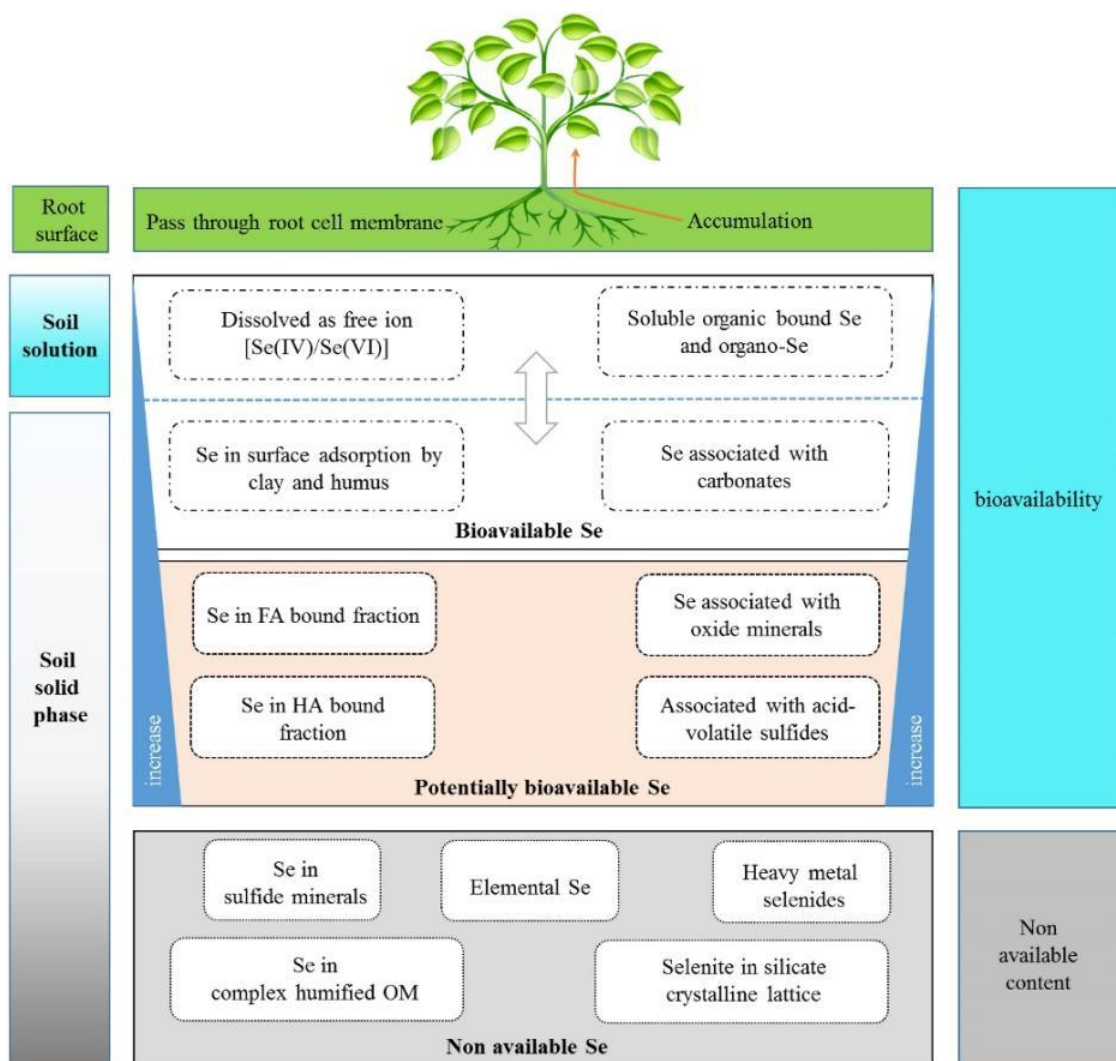 Root
surface
Pass through root cell membrane
Accumulation
Soil
solution
Dissolved as free ion
[Se(IV)/Se(VI)]
Soluble organic bound Se
and organo-Se
Se in surface adsorption by
clay and humus
Se associated with
carbonates
Bioavailable Se
bioavailability
Soil
solid
phase
Se in FA bound fraction
Se associated with
oxide minerals
Se in HA bound
fraction
Associated with acid-
volatile sulfides
increase
increase
Potentially bioavailable Se
Se in
sulfide minerals
Elemental Se
Heavy metal
selenides
Se in
complex humified OM
Selenite in silicate
crystalline lattice
Non available Se
Non
available
content